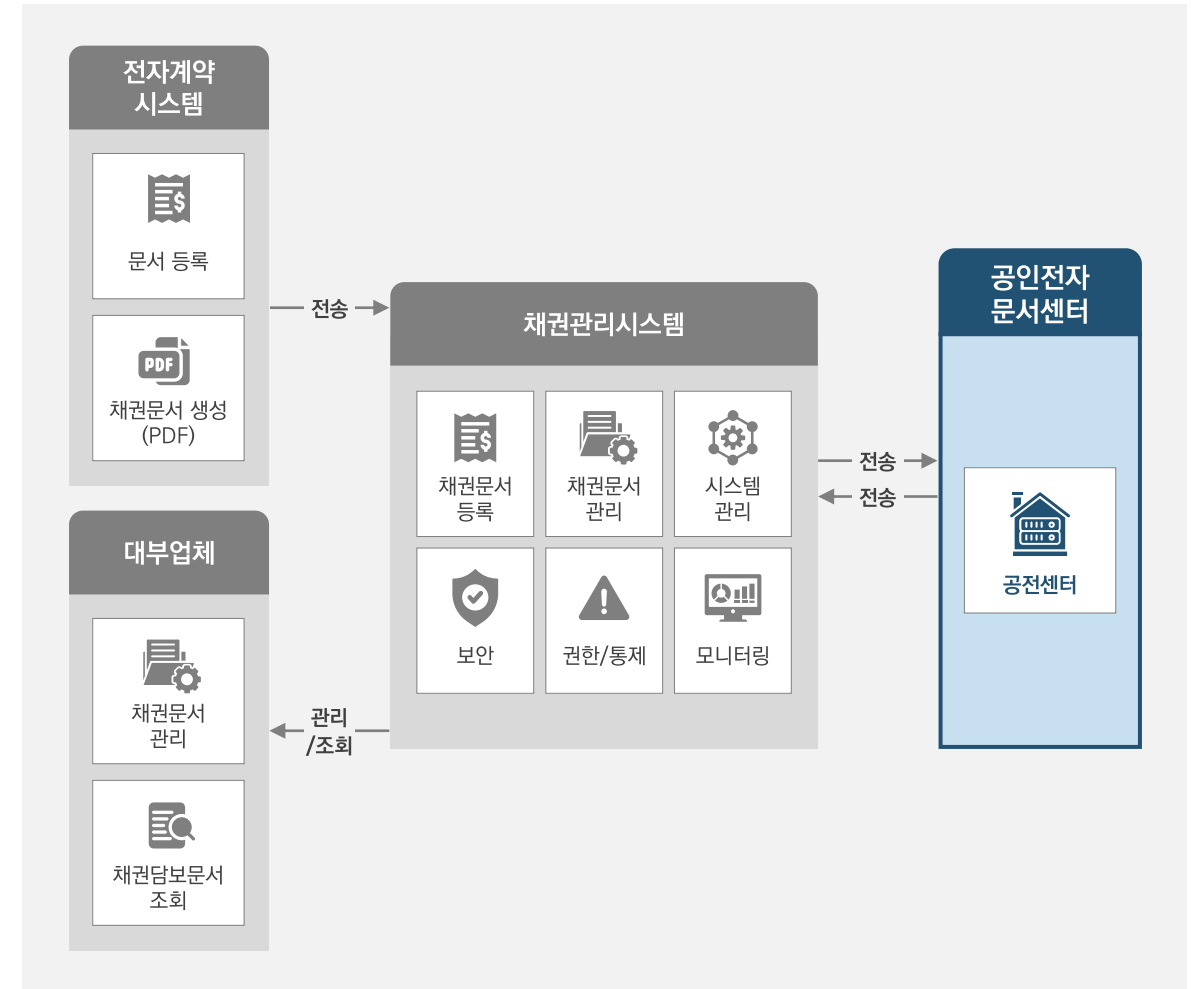 전자계약
시스템
문서 등록
PDF
채권문서 생성
(PDF)
전송
대부업체
채권문서
관리
채권담보문서
조회
관리
/조회
채권관리시스템
채권문서
등록
채권문서
관리
시스템
관리
보안
권한/통제
모니터링
전송
전송
공인전자
문서센터
공전센터